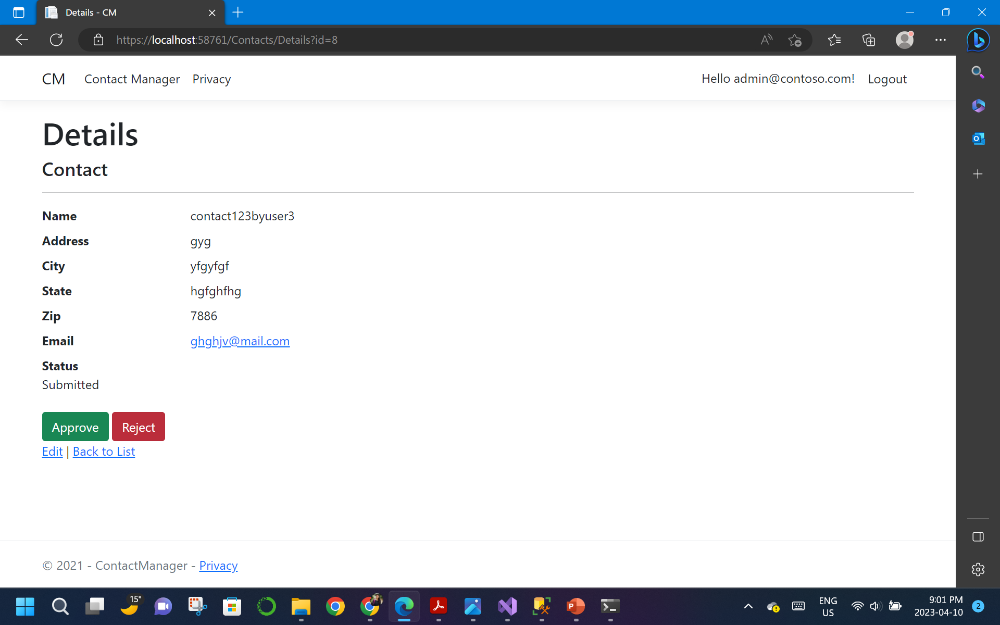 Details - CM
https://localhost:58761/Contacts/Details?id=8
CM Contact Manager Privacy Hello admin@contoso.com! Logout
Details
Contact
Name contact123byuser3
Address gyg
City yfgyfgf
State hgfghfhg
Zip 7886
Email ghghjv@mail.com
Status
Submitted
Approve Reject
Edit | Back to List
© 2021 - ContactManager - Privacy
15°
ENG
US
9:01 PM
2023-04-10
2